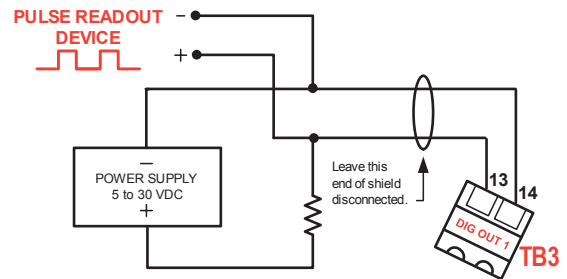 PULSE READOUT
DEVICE
−
+
−
POWER SUPPLY
5 to 30 VDC
+
Leave this
end of shield
disconnected.
13
14
DIG OUT 1
TB3